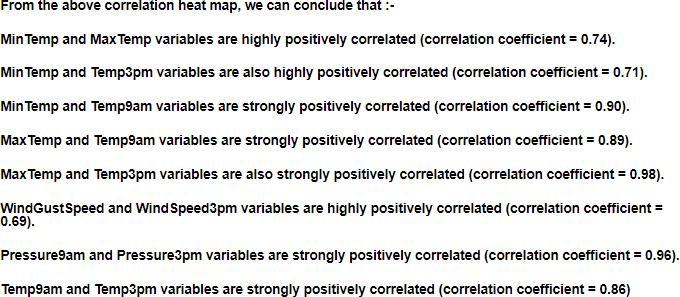 From the above correlation heat map, we can conclude that :-
MinTemp and MaxTemp variables are highly positively correlated (correlation coefficient = 0.74).
MinTemp and Temp3pm variables are also highly positively correlated (correlation coefficient = 0.71).
MinTemp and Temp9am variables are strongly positively correlated (correlation coefficient = 0.90).
MaxTemp and Temp9am variables are strongly positively correlated (correlation coefficient = 0.89).
MaxTemp and Temp3pm variables are also strongly positively correlated (correlation coefficient = 0.98).
WindGustSpeed and WindSpeed3pm variables are highly positively correlated (correlation coefficient =
0.69).
Pressure9am and Pressure3pm variables are strongly positively correlated (correlation coefficient = 0.96).
Temp9am and Temp3pm variables are strongly positively correlated (correlation coefficient = 0.86)